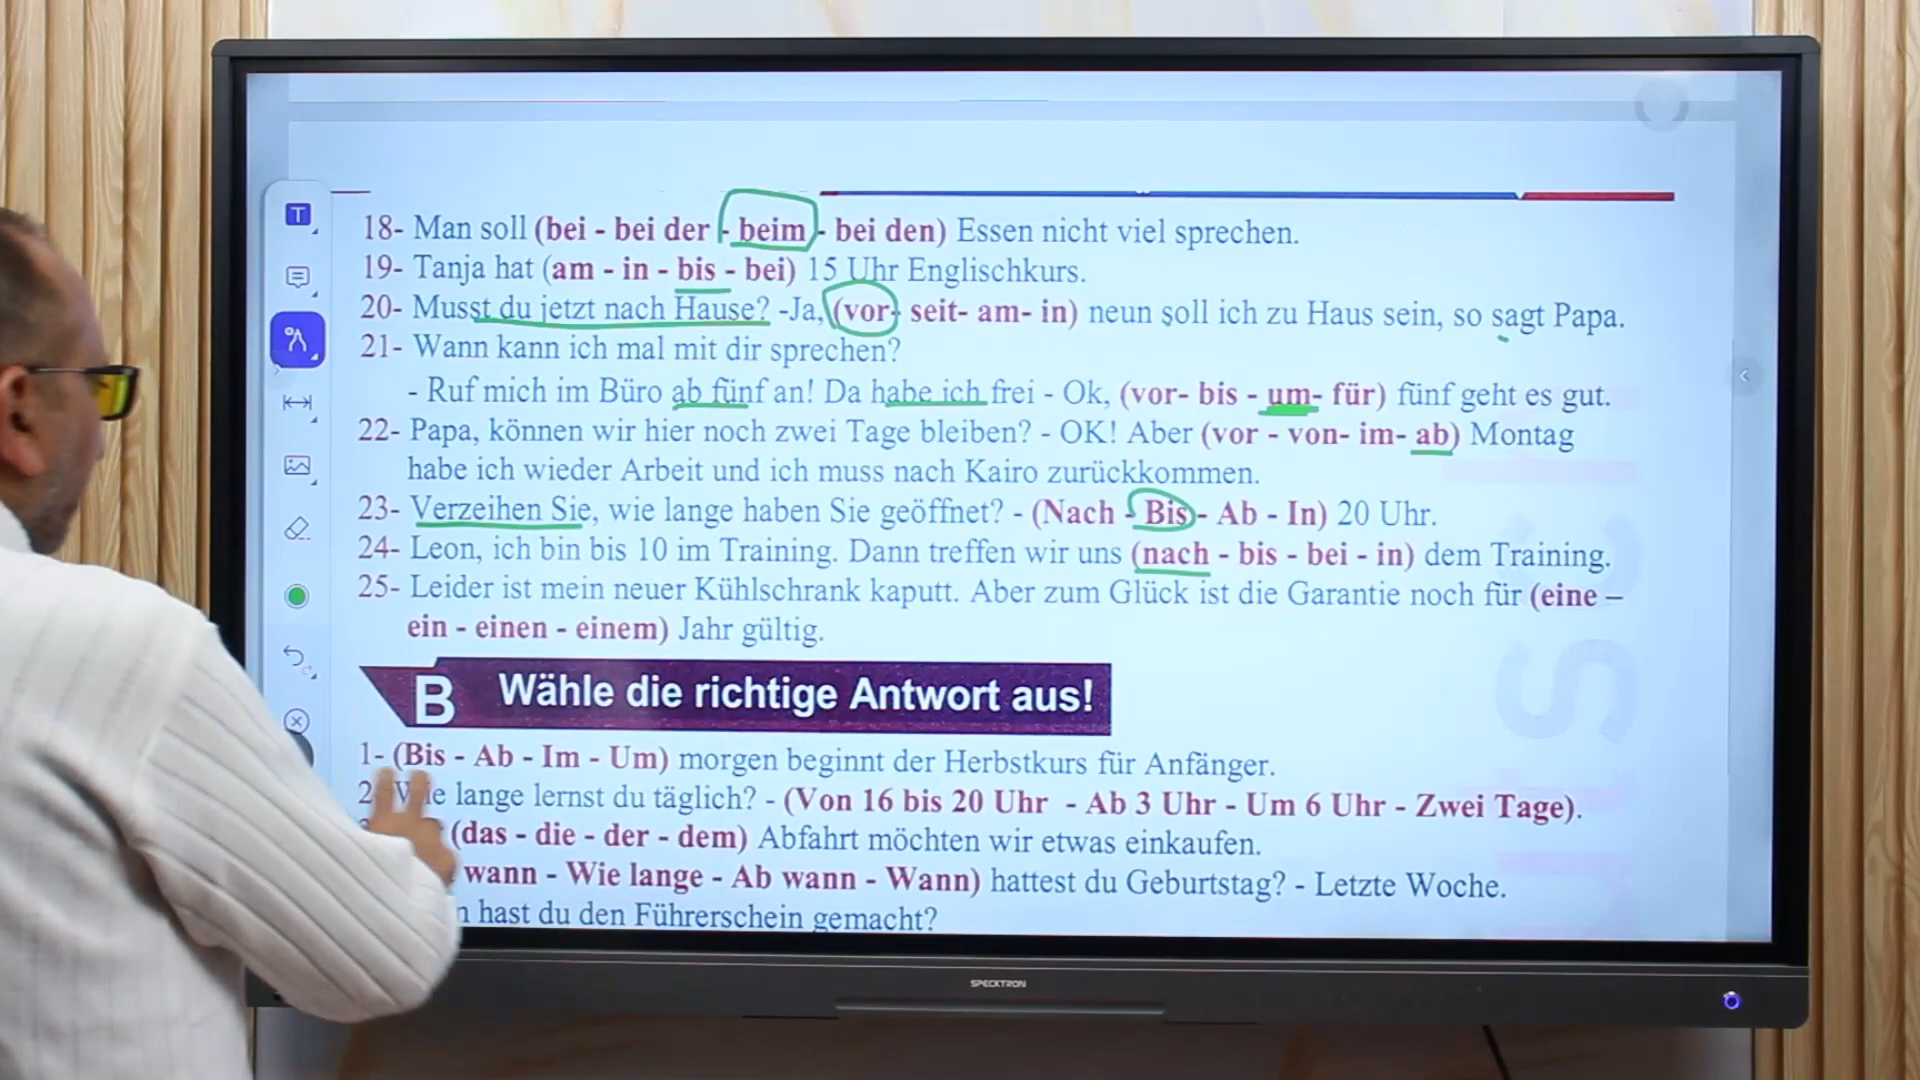 18- Man soll (bei - bei der - beim - bei den) Essen nicht viel sprechen.
19- Tanja hat (am - in - bis - bei) 15 Uhr Englischkurs.
20- Musst du jetzt nach Hause? -Ja, (vor- seit- am- in) neun soll ich zu Haus sein, so sagt Papa.
21- Wann kann ich mal mit dir sprechen?
- Ruf mich im Büro ab fünf an! Da habe ich frei - Ok, (vor- bis - um- für) fünf geht es gut.
22- Papa, können wir hier noch zwei Tage bleiben? - OK! Aber (vor - von- im- ab) Montag
habe ich wieder Arbeit und ich muss nach Kairo zurückkommen.
23- Verzeihen Sie, wie lange haben Sie geöffnet? - (Nach - Bis - Ab - In) 20 Uhr.
24- Leon, ich bin bis 10 im Training. Dann treffen wir uns (nach - bis - bei - in) dem Training.
25- Leider ist mein neuer Kühlschrank kaputt. Aber zum Glück ist die Garantie noch für (eine –
ein - einen - einem) Jahr gültig.
B Wähle die richtige Antwort aus!
1- (Bis - Ab - Im - Um) morgen beginnt der Herbstkurs für Anfänger.
2 Wie lange lernst du täglich? - (Von 16 bis 20 Uhr - Ab 3 Uhr - Um 6 Uhr - Zwei Tage).
(das - die - der - dem) Abfahrt möchten wir etwas einkaufen.
wann - Wie lange - Ab wann - Wann) hattest du Geburtstag? - Letzte Woche.
hast du den Führerschein gemacht?
SPECKTRON